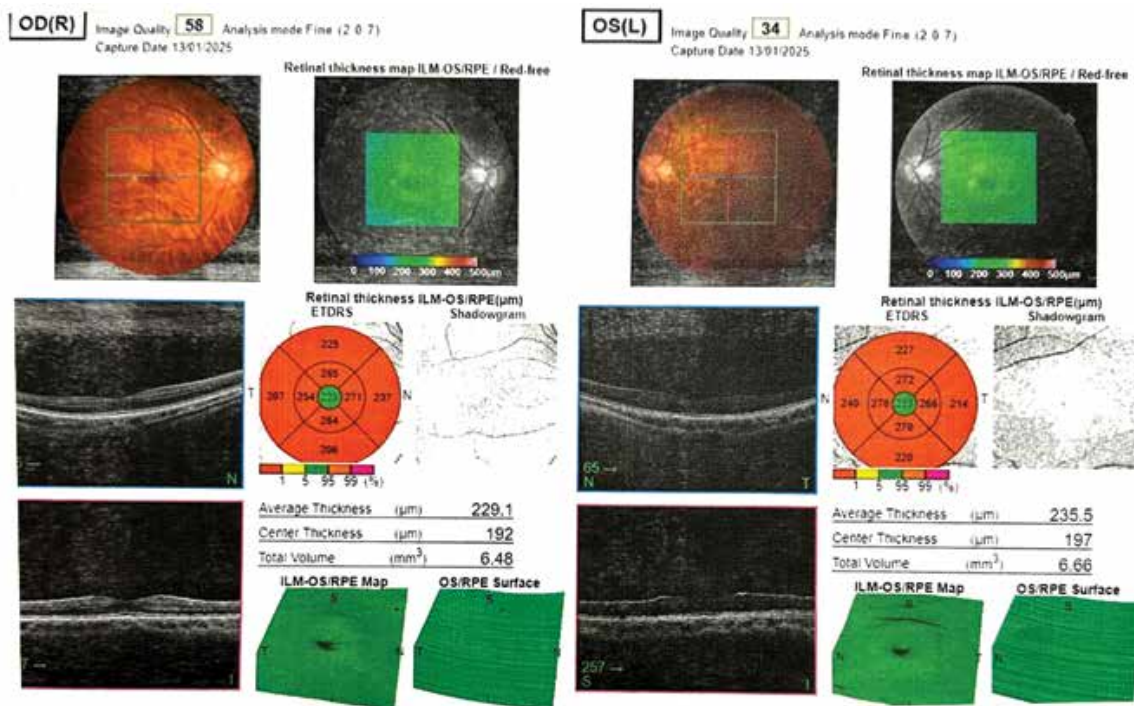 OD(R)
Image Quality 58 Analysis mode Fine (2 0 7)
Capture Date 13/01/2025
Retinal thickness map ILM-OS/RPE / Red-free
0 100 200 300 400 500µm
Retinal thickness ILM-OS/RPE(µm)
ETDRS
Shadowgram
225
265
T 207 254 271 237 N
264
206
1 5 95 99 (%)
N
Average Thickness (µm) 229.1
Center Thickness (µm) 192
Total Volume (mm³) 6.48
ILM-OS/RPE Map
OS/RPE Surface
S
S
T N
7 →
I
OS(L)
Image Quality 34 Analysis mode Fine (2 0 7)
Capture Date 13/01/2025
Retinal thickness map ILM-OS/RPE / Red-free
0 100 200 300 400 500µm
Retinal thickness ILM-OS/RPE(µm)
ETDRS
Shadowgram
227
272
N 240 278 266 214 T
270
220
1 5 95 99 (%)
65 →
N T
Average Thickness (µm) 235.5
Center Thickness (µm) 197
Total Volume (mm³) 6.66
ILM-OS/RPE Map
OS/RPE Surface
S
S
N T N
257 →
S I